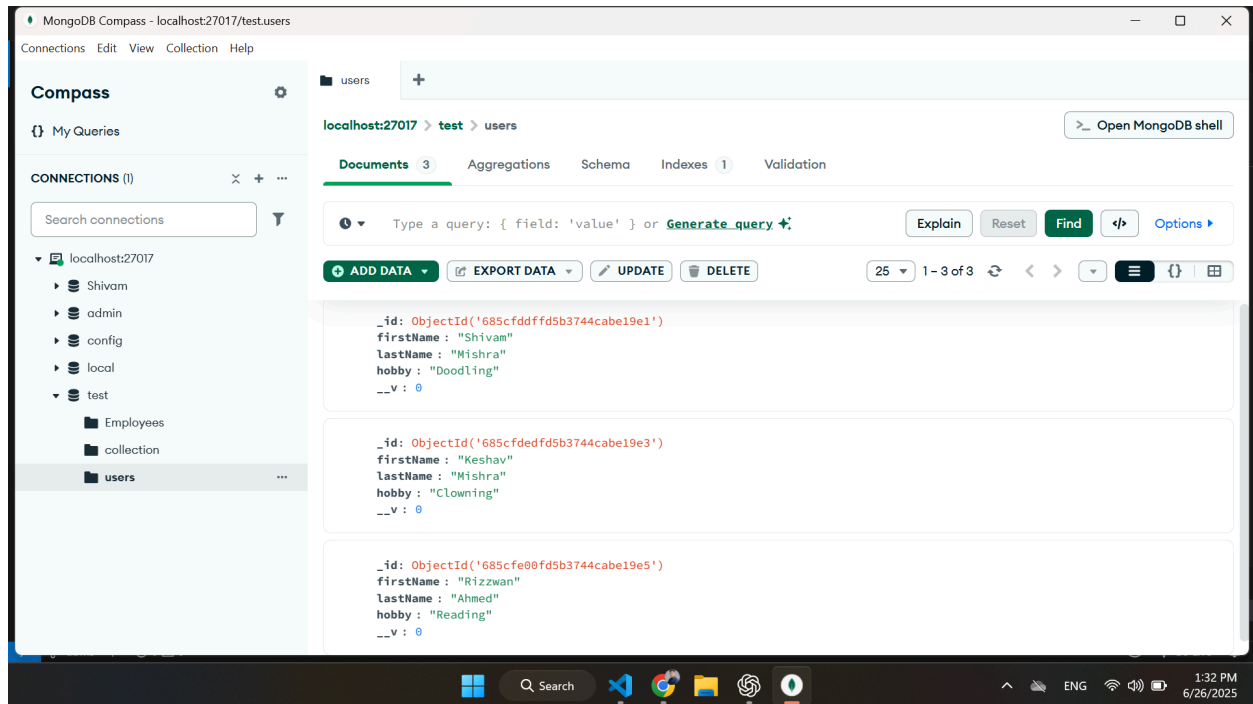 MongoDB Compass - localhost:27017/test.users
Connections Edit View Collection Help
Compass
{} My Queries
CONNECTIONS (1)
Search connections
localhost:27017
Shivam
admin
config
local
test
Employees
collection
users
users
localhost:27017 > test > users
>_ Open MongoDB shell
Documents 3 Aggregations Schema Indexes 1 Validation
Type a query: { field: 'value' } or Generate query
Explain Reset Find </> Options
ADD DATA EXPORT DATA UPDATE DELETE
25 1 – 3 of 3 {}
_id: ObjectId('685cfddffd5b3744cabe19e1')
firstName : "Shivam"
lastName : "Mishra"
hobby : "Doodling"
__v : 0
_id: ObjectId('685cfdedfd5b3744cabe19e3')
firstName : "Keshav"
lastName : "Mishra"
hobby : "Clowning"
__v : 0
_id: ObjectId('685cfe00fd5b3744cabe19e5')
firstName : "Rizzwan"
lastName : "Ahmed"
hobby : "Reading"
__v : 0
Search
ENG
1:32 PM
6/26/2025